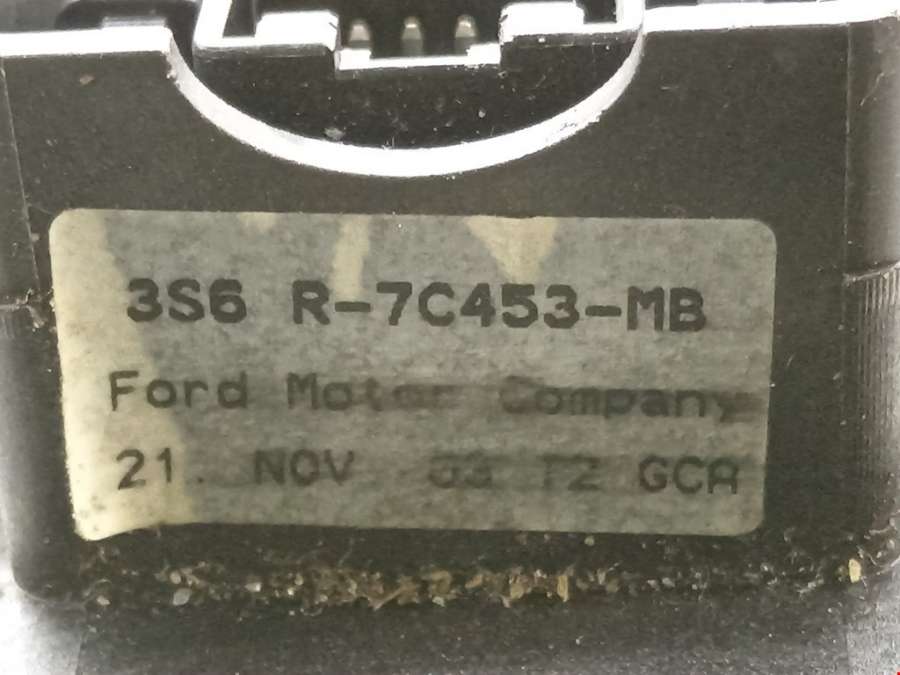 3S6 R-7C453-MB
Ford Motor Company
21. NOV 03 T2 GCA